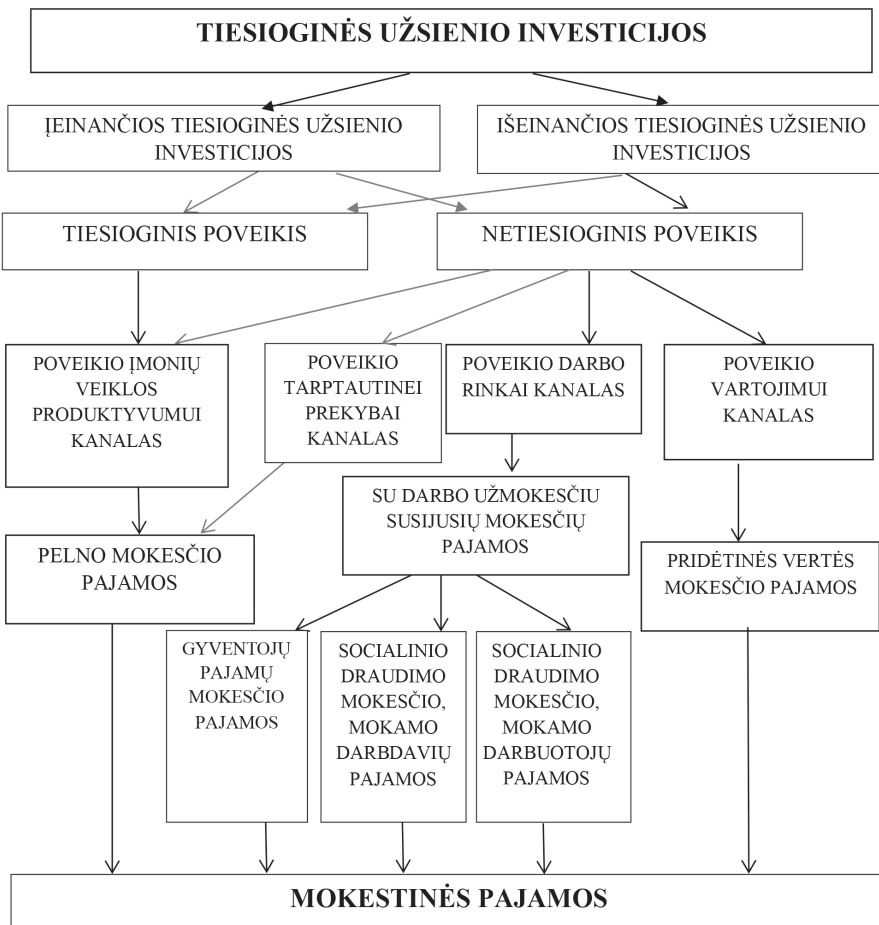 TIESIOGINĖS UŽSIENIO INVESTICIJOS
ĮEINANČIOS TIESIOGINĖS UŽSIENIO
INVESTICIJOS
IŠEINANČIOS TIESIOGINĖS UŽSIENIO
INVESTICIJOS
TIESIOGINIS POVEIKIS
NETIESIOGINIS POVEIKIS
POVEIKIO ĮMONIŲ
VEIKLOS
PRODUKTYVUMUI
KANALAS
POVEIKIO
TARPTAUTINEI
PREKYBAI
KANALAS
POVEIKIO DARBO
RINKAI KANALAS
POVEIKIO
VARTOJIMUI
KANALAS
SU DARBO UŽMOKESČIU
SUSIJUSIŲ MOKESČIŲ
PAJAMOS
PELNO MOKESČIO
PAJAMOS
PRIDĖTINĖS VERTĖS
MOKESČIO PAJAMOS
GYVENTOJŲ
PAJAMŲ
MOKESČIO
PAJAMOS
SOCIALINIO
DRAUDIMO
MOKESČIO,
MOKAMO
DARBDAVIŲ
PAJAMOS
SOCIALINIO
DRAUDIMO
MOKESČIO,
MOKAMO
DARBUOTOJŲ
PAJAMOS
MOKESTINĖS PAJAMOS